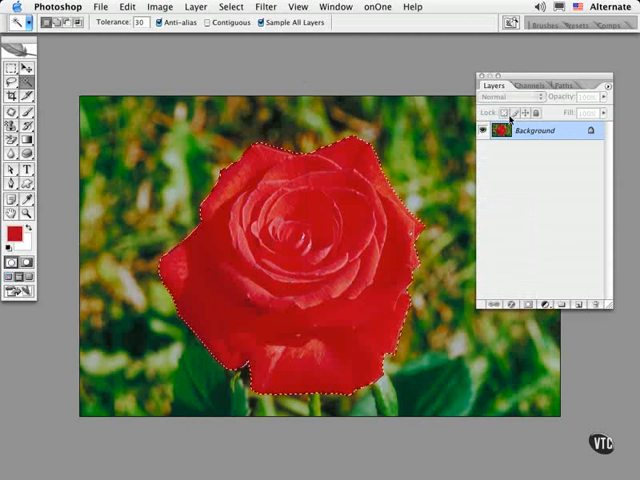 Photoshop File Edit Image Layer Select Filter View Window onOne Help Alternate
Tolerance: 30 Anti-alias Contiguous Sample All Layers Brushes Comps
Layers Channels Paths
Normal Opacity: 100%
Lock: Fill: 100%
Background
VTC